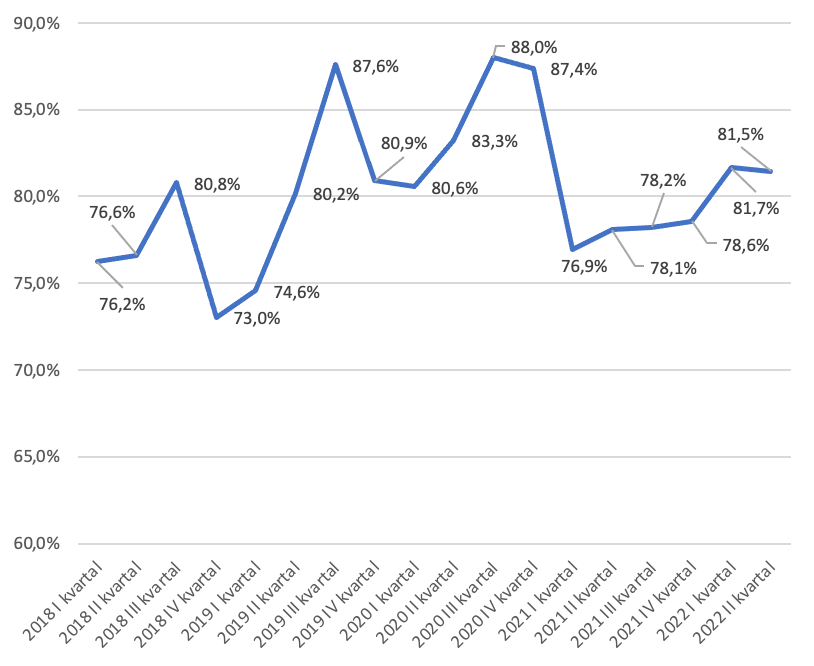 90,0%
85,0%
80,0%
75,0%
70,0%
65,0%
60,0%
76,2%
76,6%
80,8%
73,0%
74,6%
80,2%
87,6%
80,9%
80,6%
83,3%
88,0%
87,4%
76,9%
78,1%
78,2%
78,6%
81,7%
81,5%
2018 I kvartal
2018 II kvartal
2018 III kvartal
2018 IV kvartal
2019 I kvartal
2019 II kvartal
2019 III kvartal
2019 IV kvartal
2020 I kvartal
2020 II kvartal
2020 III kvartal
2020 IV kvartal
2021 I kvartal
2021 II kvartal
2021 III kvartal
2021 IV kvartal
2022 I kvartal
2022 II kvartal